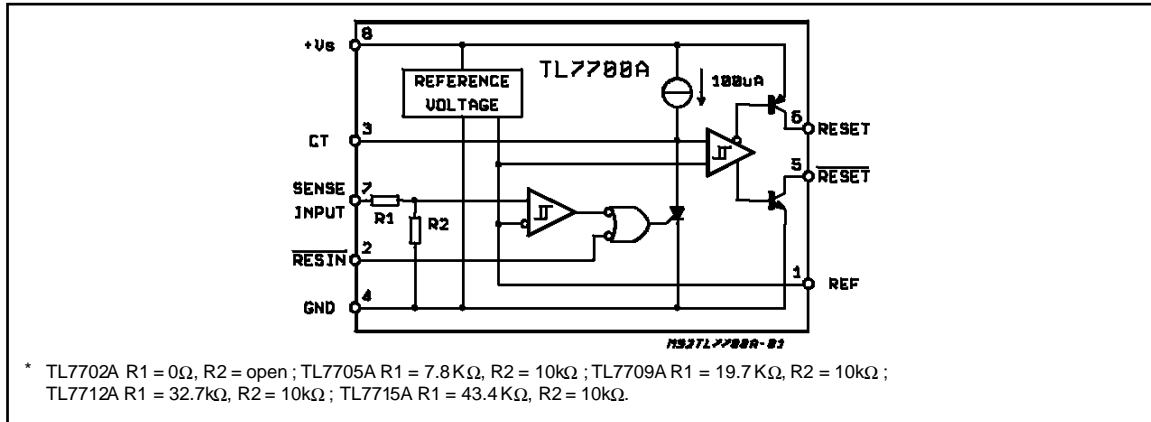 8
+Vs
TL7700A
REFERENCE
VOLTAGE
100uA
6
RESET
3
CT
5
RESET
SENSE
INPUT
7
R1
R2
2
RESIN
1
REF
4
GND
M92TL7700A-01
* TL7702A R1 = 0Ω, R2 = open ; TL7705A R1 = 7.8 KΩ, R2 = 10kΩ ; TL7709A R1 = 19.7 KΩ, R2 = 10kΩ ;
TL7712A R1 = 32.7kΩ, R2 = 10kΩ ; TL7715A R1 = 43.4 KΩ, R2 = 10kΩ.